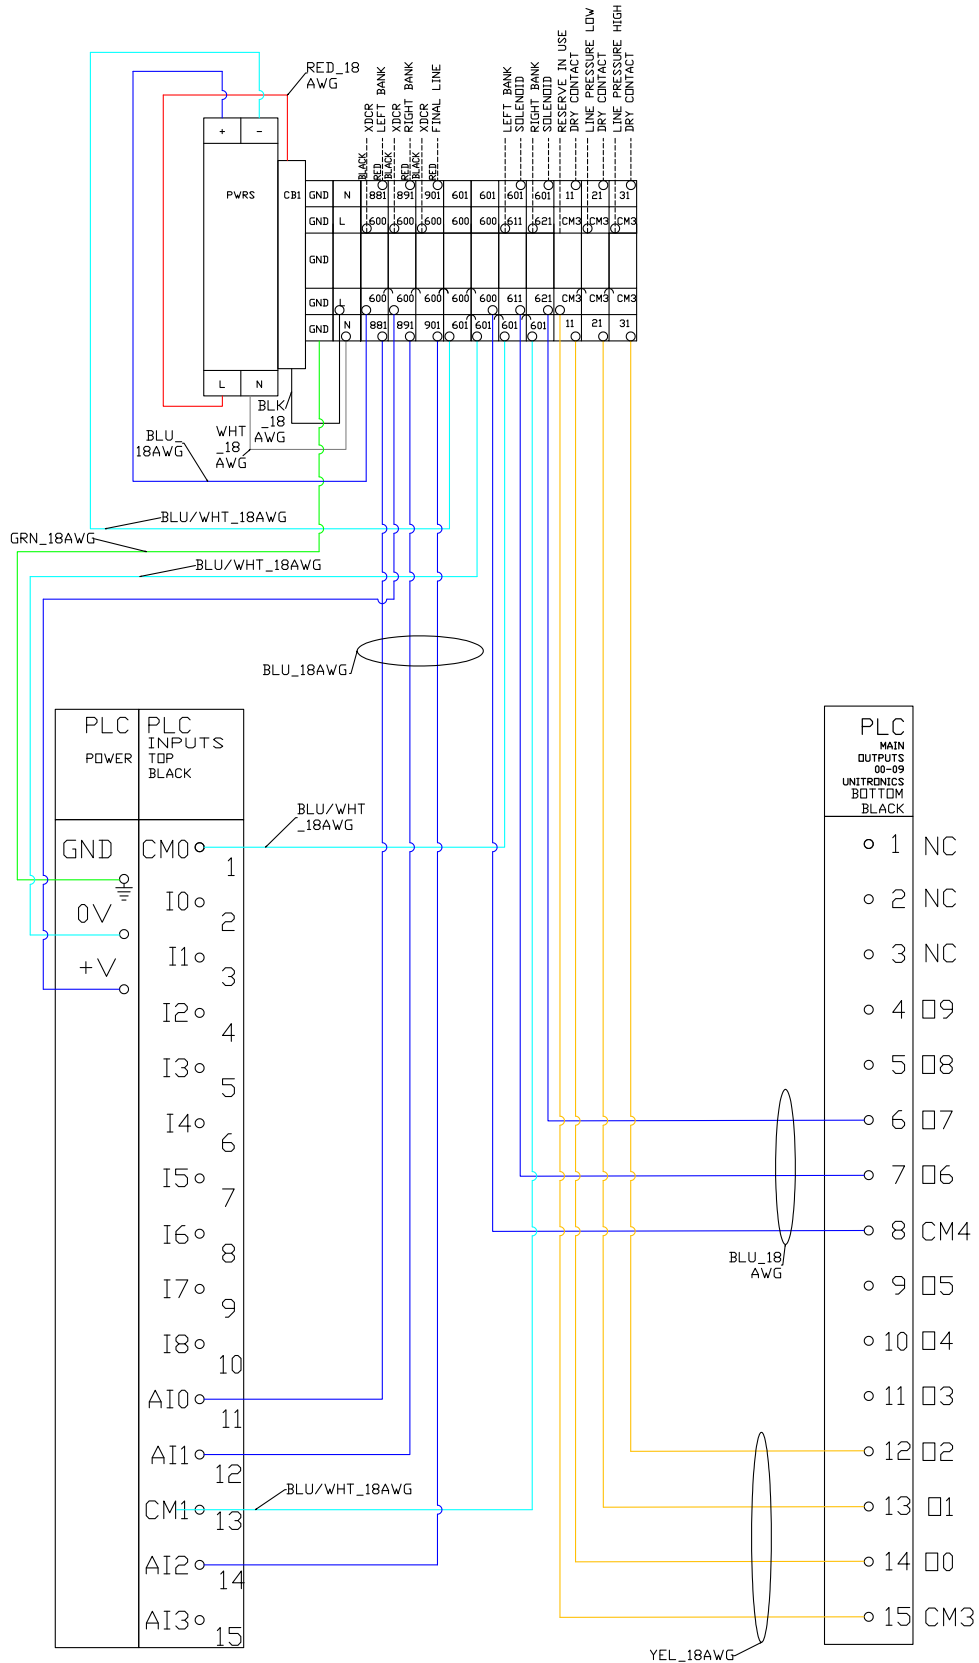 RED_18
AWG
XDCR
LEFT BANK
XDCR
RIGHT BANK
XDCR
FINAL LINE
LEFT BANK
SOLENOID
RIGHT BANK
SOLENOID
RESERVE IN USE
DRY CONTACT
LINE PRESSURE LOW
DRY CONTACT
LINE PRESSURE HIGH
DRY CONTACT
BLACK
RED
BLACK
RED
BLACK
RED
+ -
PWRS
CB1
GND N 881 891 901 601 601 601 601 11 21 31
GND L 600 600 600 600 600 611 621 CM3 CM3 CM3
GND
GND L 600 600 600 600 600 611 621 CM3 CM3 CM3
GND N 881 891 901 601 601 601 601 11 21 31
L N
BLK
_18
AWG
WHT
_18
AWG
BLU_
18AWG
BLU/WHT_18AWG
GRN_18AWG
BLU/WHT_18AWG
BLU_18AWG
PLC
POWER
PLC
INPUTS
TOP
BLACK
GND
0V
+V
BLU/WHT
_18AWG
CM0 1
I0 2
I1 3
I2 4
I3 5
I4 6
I5 7
I6 8
I7 9
I8 10
AI0 11
AI1 12
CM1 13
AI2 14
AI3 15
BLU/WHT_18AWG
PLC
MAIN
OUTPUTS
00-09
UNITRONICS
BOTTOM
BLACK
1 NC
2 NC
3 NC
4 O9
5 O8
6 O7
7 O6
8 CM4
9 O5
10 O4
11 O3
12 O2
13 O1
14 O0
15 CM3
BLU_18
AWG
YEL_18AWG